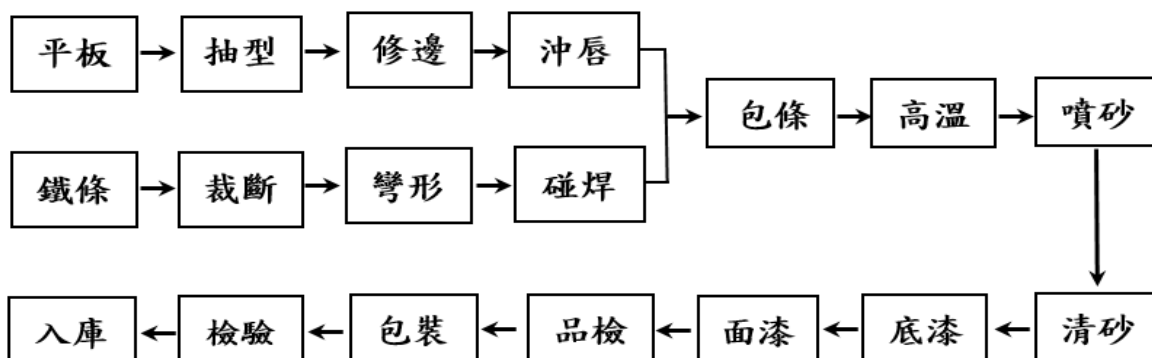 平板 抽型 修邊 沖唇
包條 高溫 噴砂
鐵條 裁斷 彎形 碰焊
入庫 檢驗 包裝 品檢 面漆 底漆 清砂